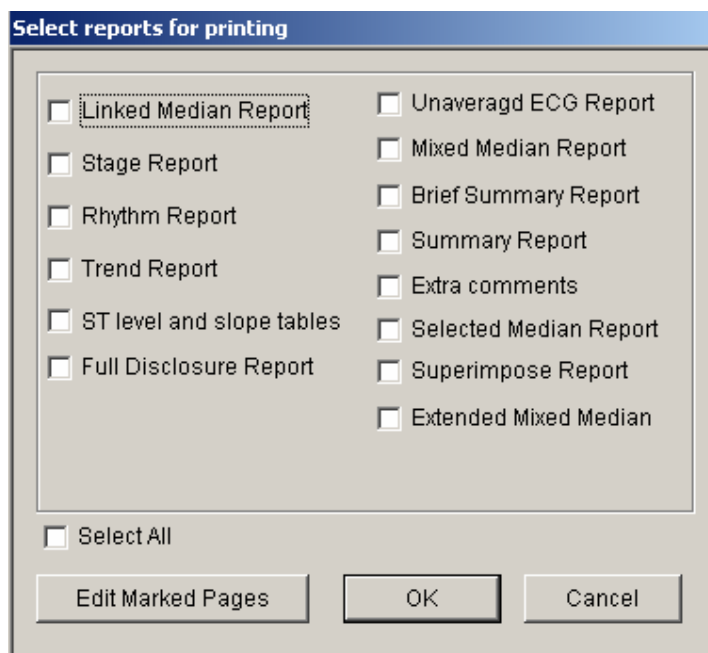 Select reports for printing
Linked Median Report
Stage Report
Rhythm Report
Trend Report
ST level and slope tables
Full Disclosure Report
Unaveragd ECG Report
Mixed Median Report
Brief Summary Report
Summary Report
Extra comments
Selected Median Report
Superimpose Report
Extended Mixed Median
Select All
Edit Marked Pages
OK
Cancel